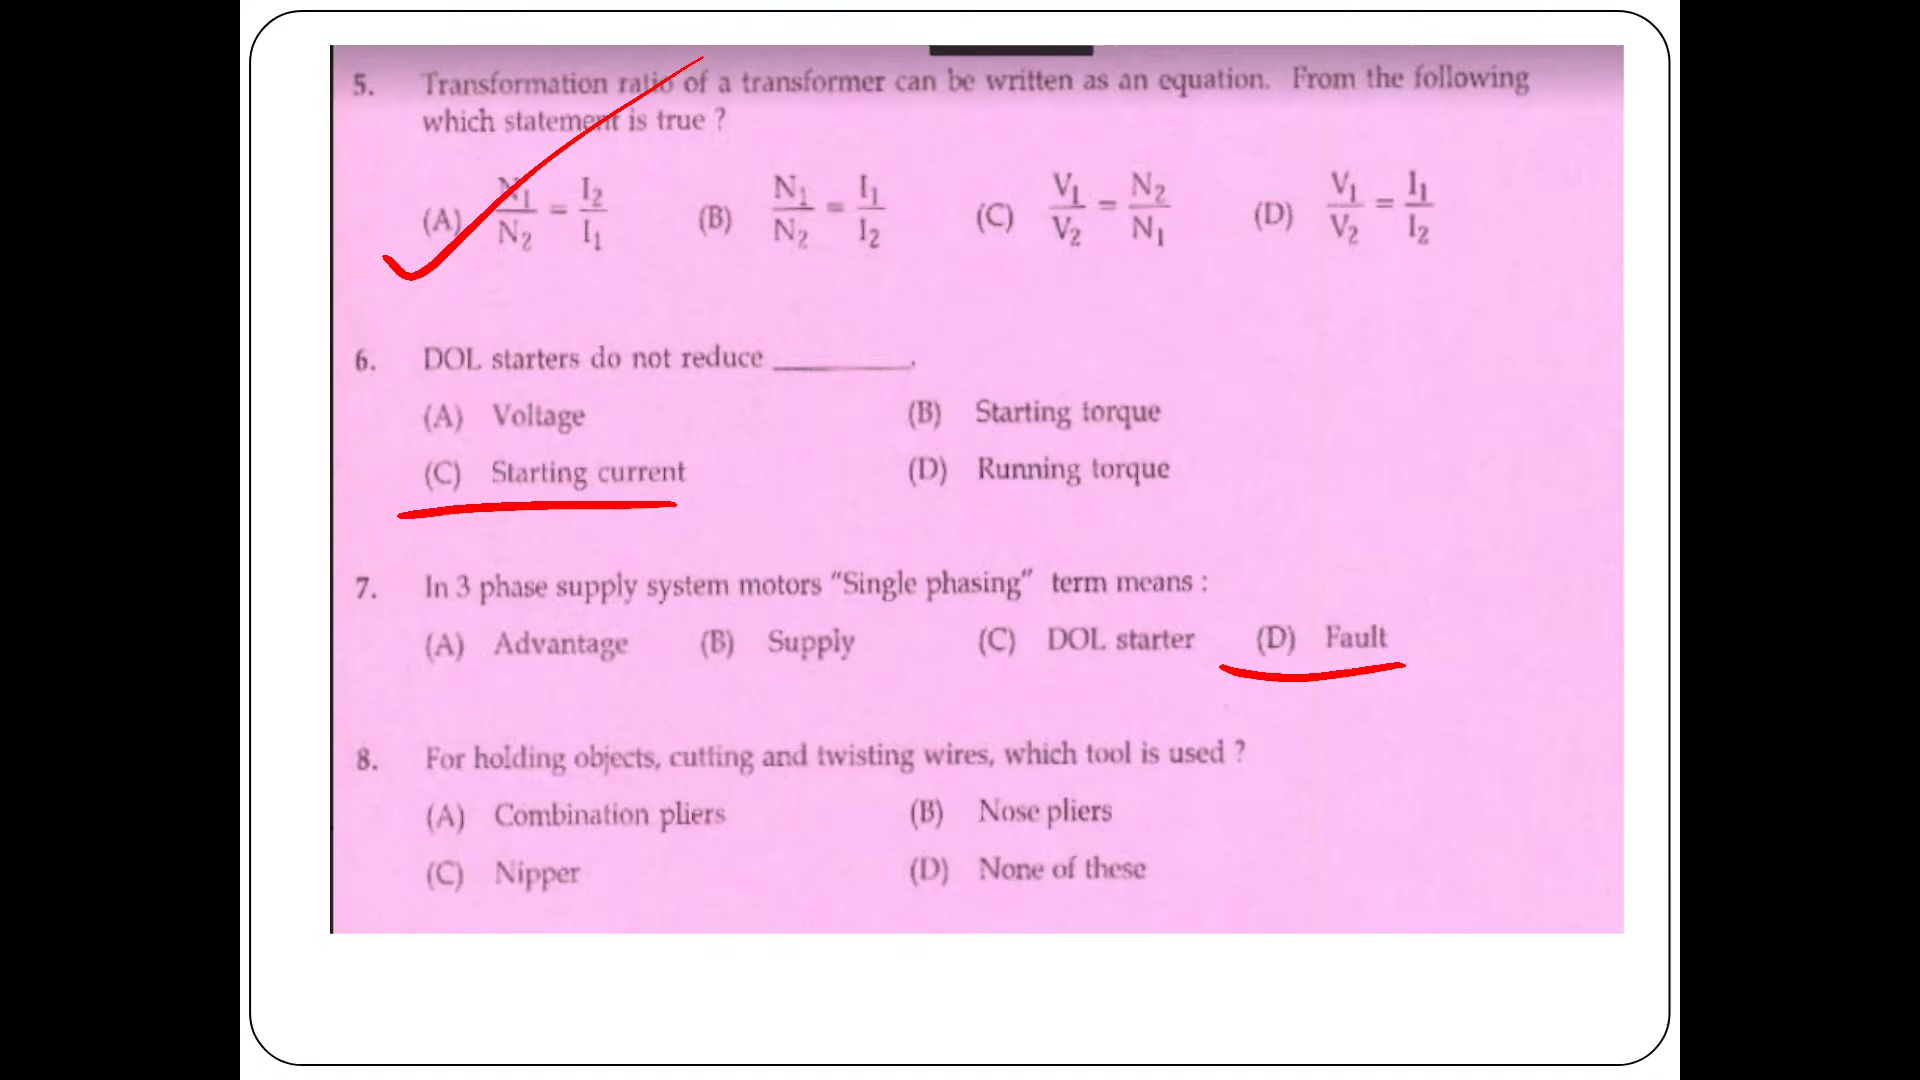 5. Transformation ratio of a transformer can be written as an equation. From the following
which statement is true ?
(A) N1/N2 = I2/I1 (B) N1/N2 = I1/I2 (C) V1/V2 = N2/N1 (D) V1/V2 = I1/I2
6. DOL starters do not reduce ________.
(A) Voltage (B) Starting torque
(C) Starting current (D) Running torque
7. In 3 phase supply system motors “Single phasing” term means :
(A) Advantage (B) Supply (C) DOL starter (D) Fault
8. For holding objects, cutting and twisting wires, which tool is used ?
(A) Combination pliers (B) Nose pliers
(C) Nipper (D) None of these